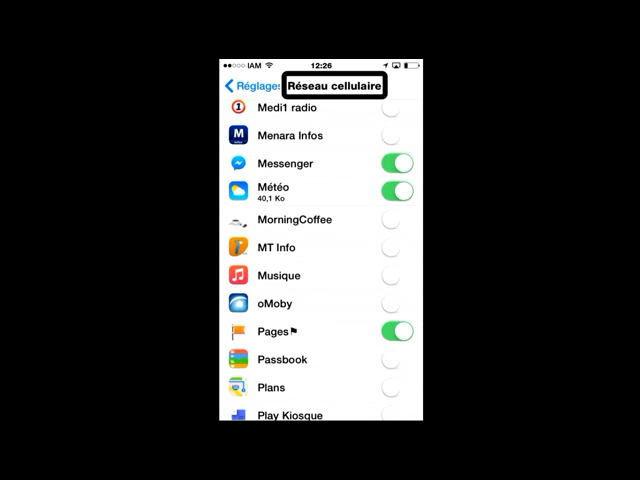 IAM 12:26
Réglages Réseau cellulaire
Medi1 radio
Menara Infos
Messenger
Météo
40,1 Ko
MorningCoffee
MT Info
Musique
oMoby
Pages
Passbook
Plans
Play Kiosque